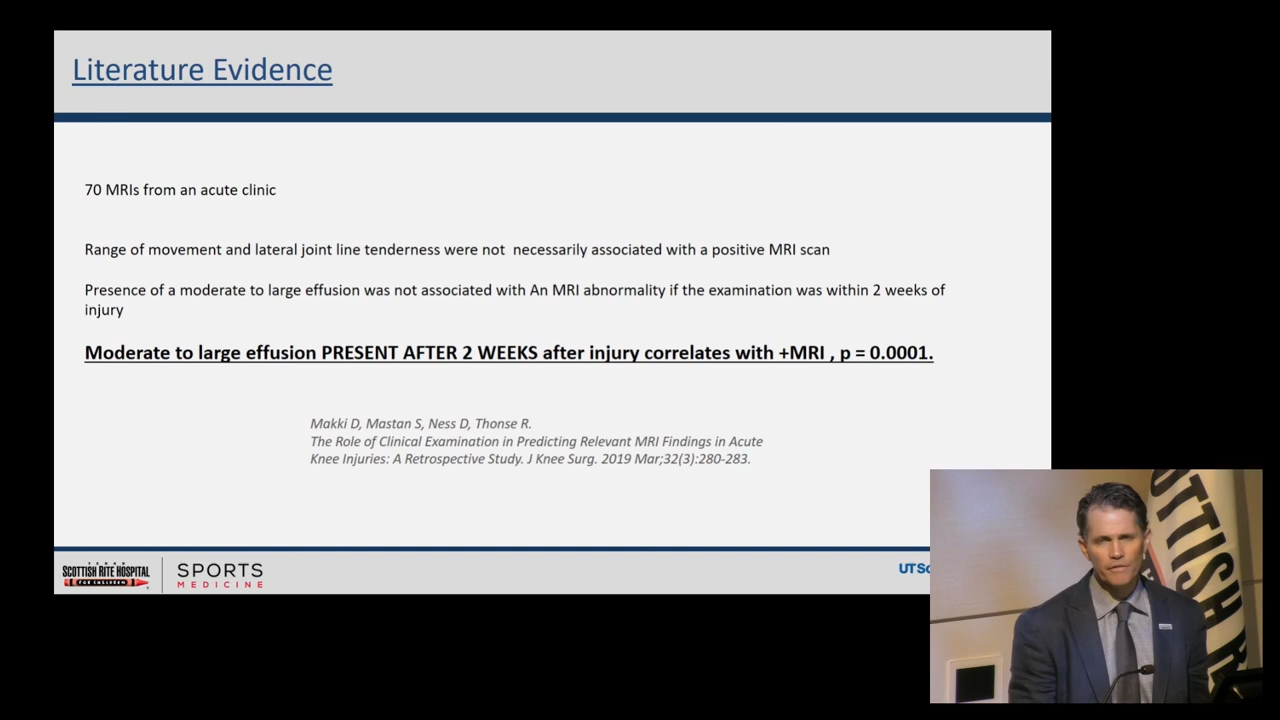 Literature Evidence
70 MRIs from an acute clinic
Range of movement and lateral joint line tenderness were not  necessarily associated with a positive MRI scan
Presence of a moderate to large effusion was not associated with An MRI abnormality if the examination was within 2 weeks of
injury
Moderate to large effusion PRESENT AFTER 2 WEEKS after injury correlates with +MRI , p = 0.0001.
Makki D, Mastan S, Ness D, Thonse R.
The Role of Clinical Examination in Predicting Relevant MRI Findings in Acute
Knee Injuries: A Retrospective Study. J Knee Surg. 2019 Mar;32(3):280-283.
TEXAS
SCOTTISH RITE HOSPITAL
FOR CHILDREN
SPORTS
MEDICINE